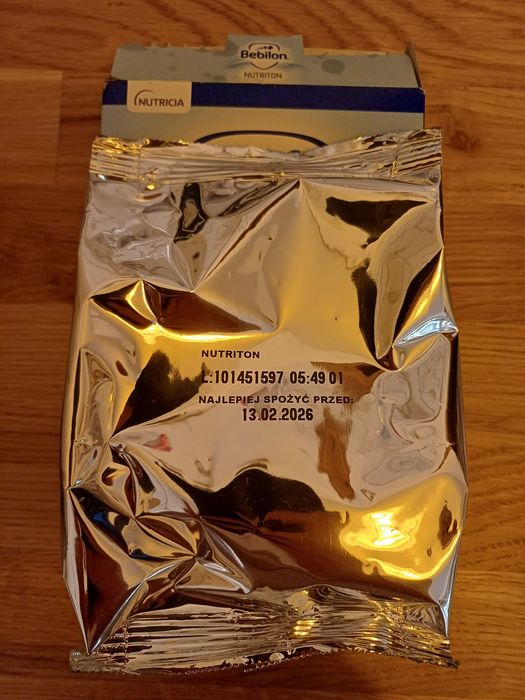 Bebilon
NUTRITON
NUTRICIA
NUTRITON
L:101451597 05:49 01
NAJLEPIEJ SPOŻYĆ PRZED:
13.02.2026